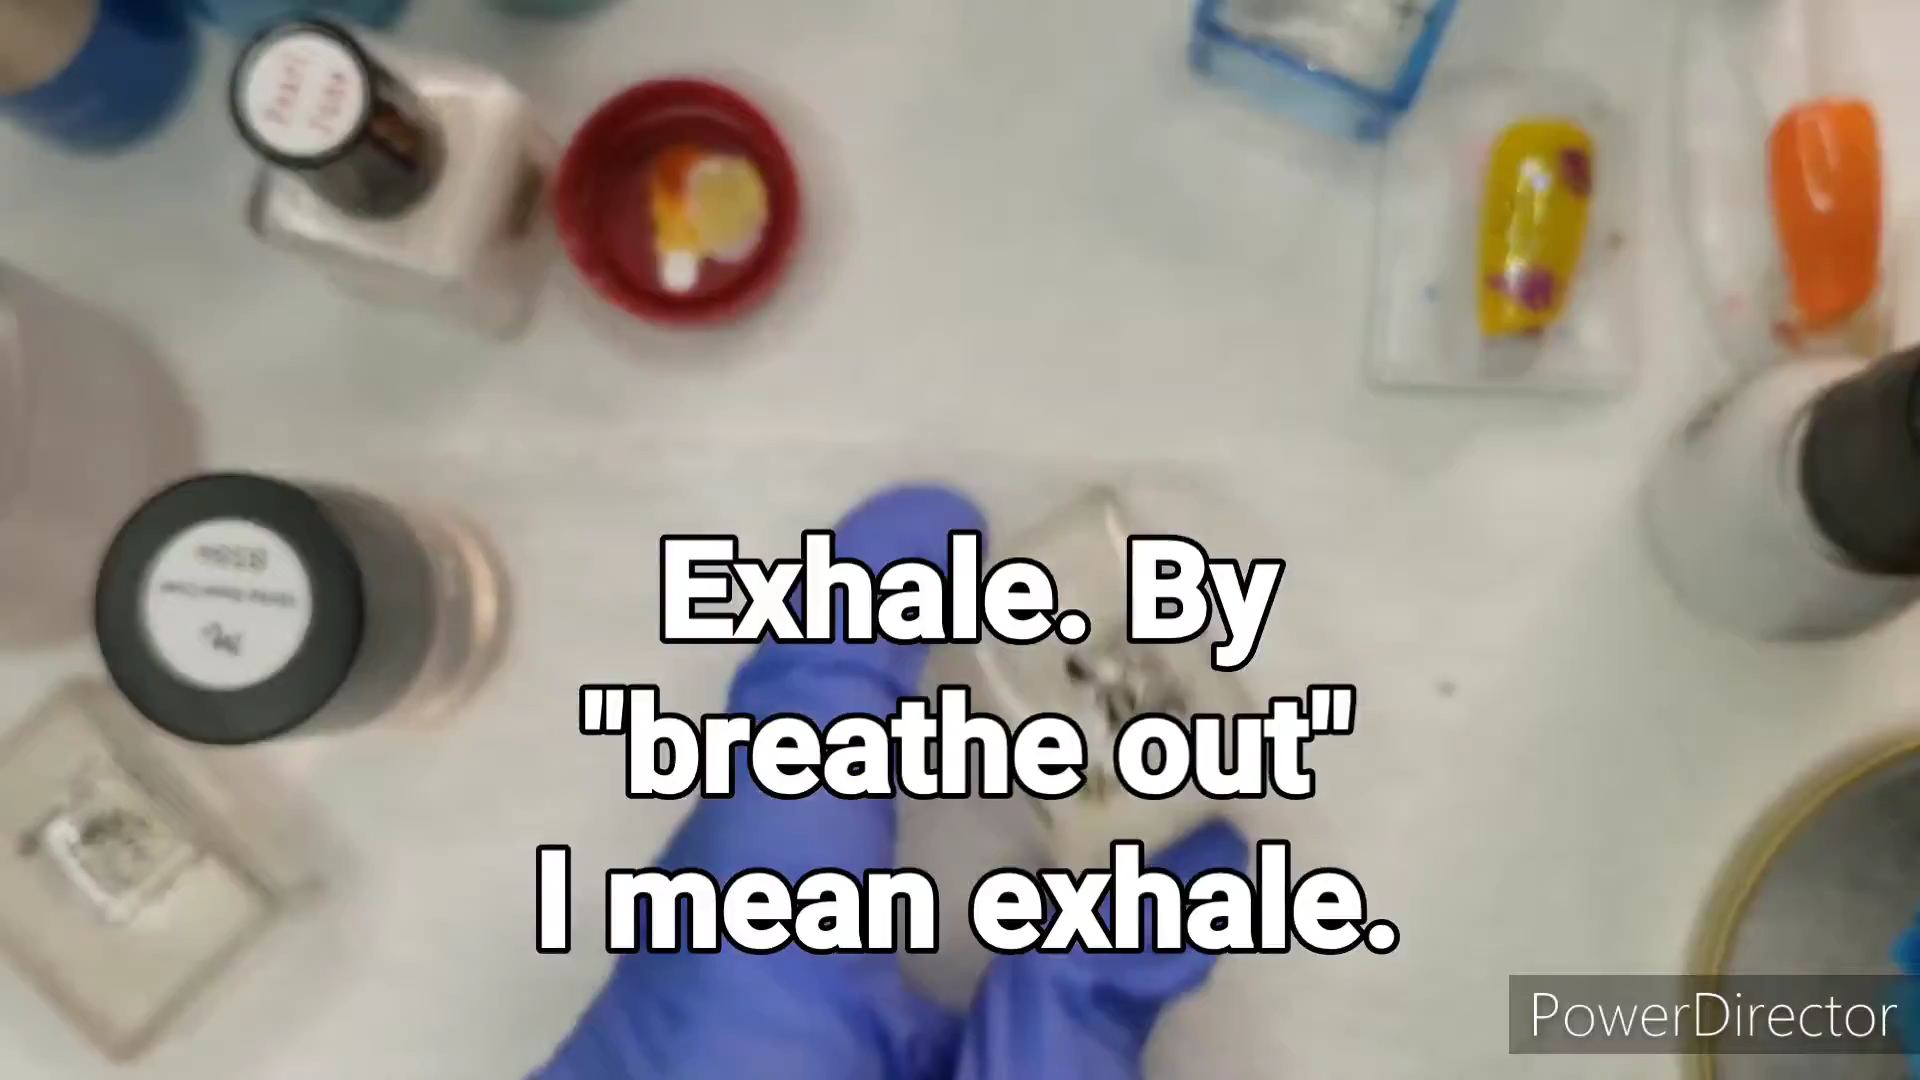 Exhale. By
"breathe out"
I mean exhale.
PowerDirector